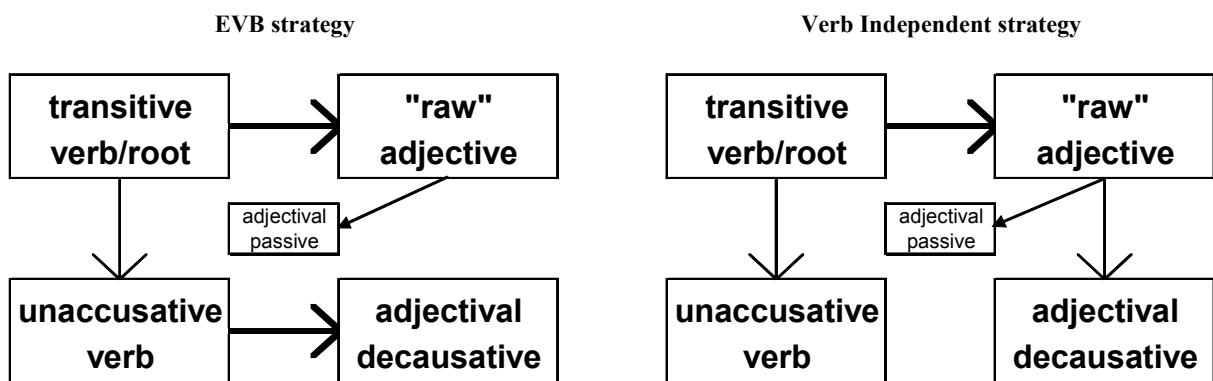 EVB strategy
transitive
verb/root
"raw"
adjective
adjectival
passive
unaccusative
verb
adjectival
decausative
Verb Independent strategy
transitive
verb/root
"raw"
adjective
adjectival
passive
unaccusative
verb
adjectival
decausative